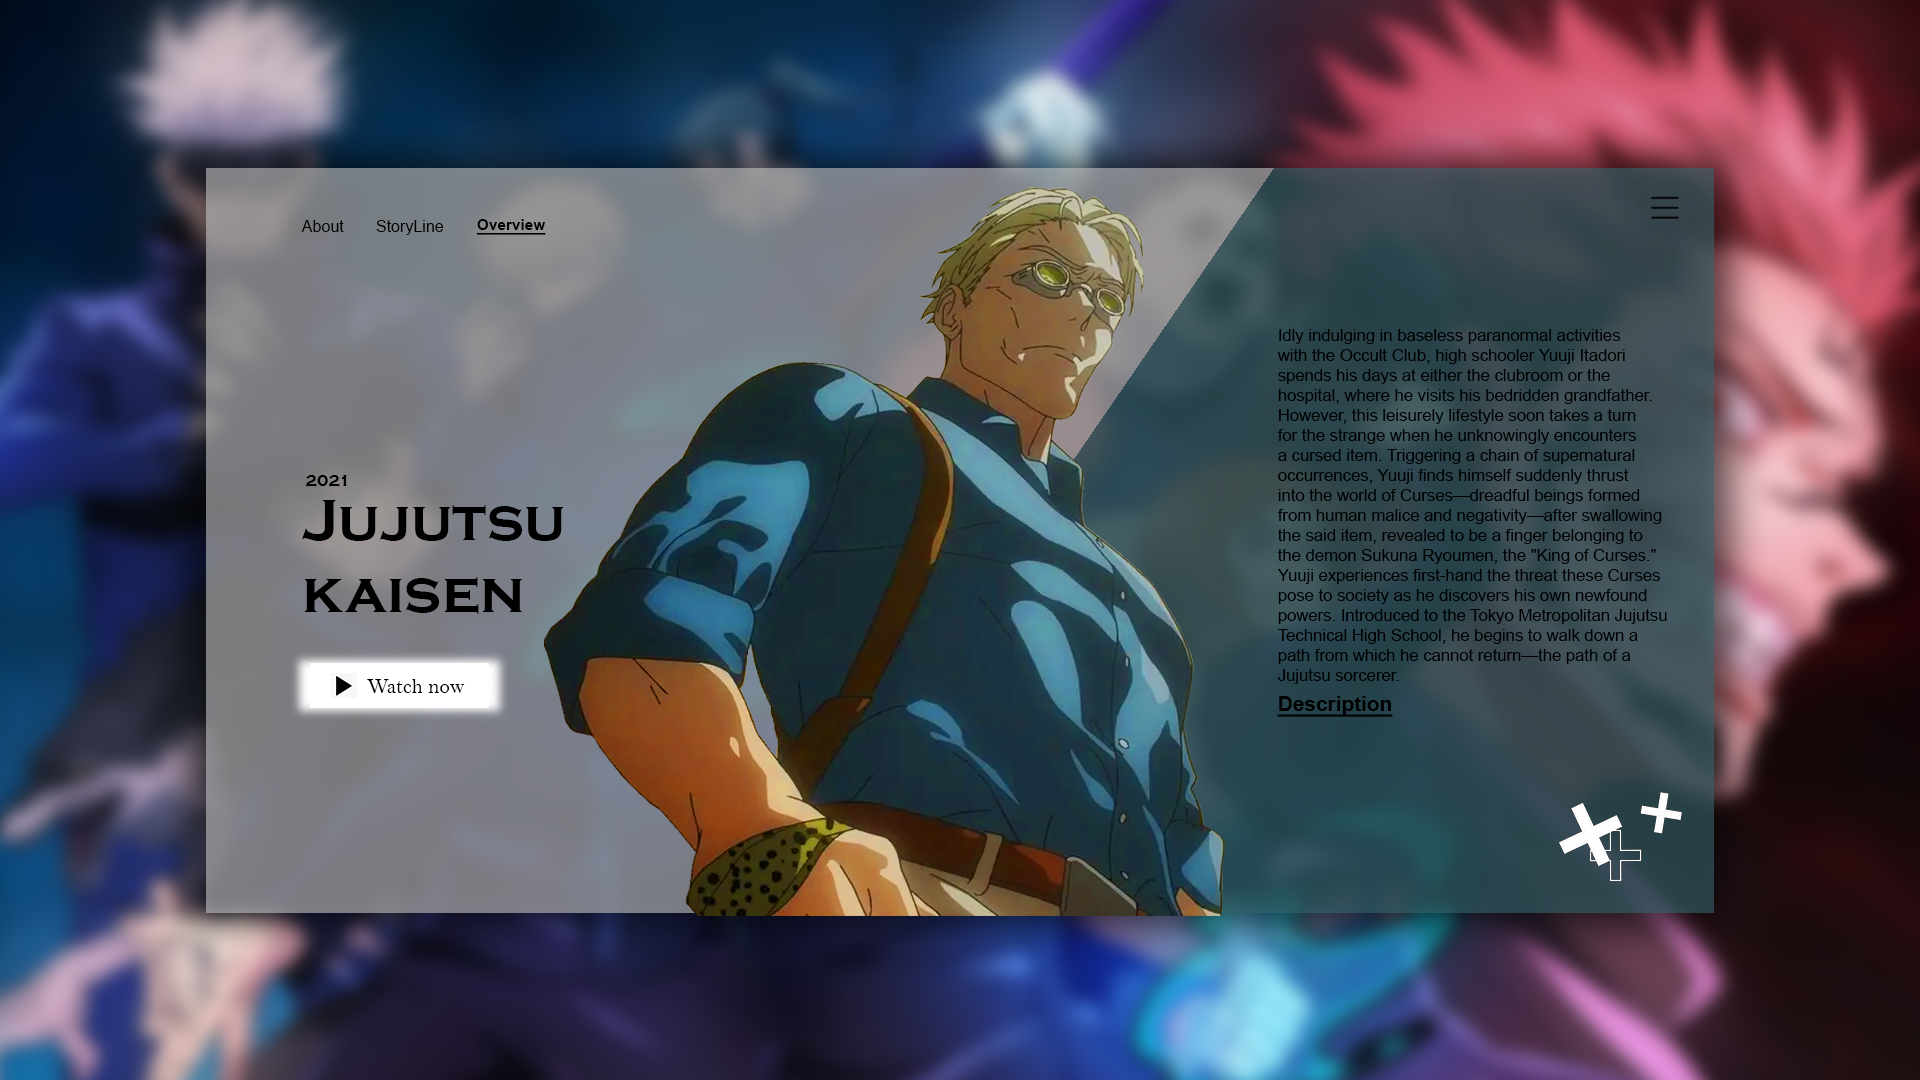 About
StoryLine
Overview
2021
Jujutsu
kaisen
Watch now
Idly indulging in baseless paranormal activities
with the Occult Club, high schooler Yuuji Itadori
spends his days at either the clubroom or the
hospital, where he visits his bedridden grandfather.
However, this leisurely lifestyle soon takes a turn
for the strange when he unknowingly encounters
a cursed item. Triggering a chain of supernatural
occurrences, Yuuji finds himself suddenly thrust
into the world of Curses—dreadful beings formed
from human malice and negativity—after swallowing
the said item, revealed to be a finger belonging to
the demon Sukuna Ryoumen, the "King of Curses."
Yuuji experiences first-hand the threat these Curses
pose to society as he discovers his own newfound
powers. Introduced to the Tokyo Metropolitan Jujutsu
Technical High School, he begins to walk down a
path from which he cannot return—the path of a
Jujutsu sorcerer.
Description